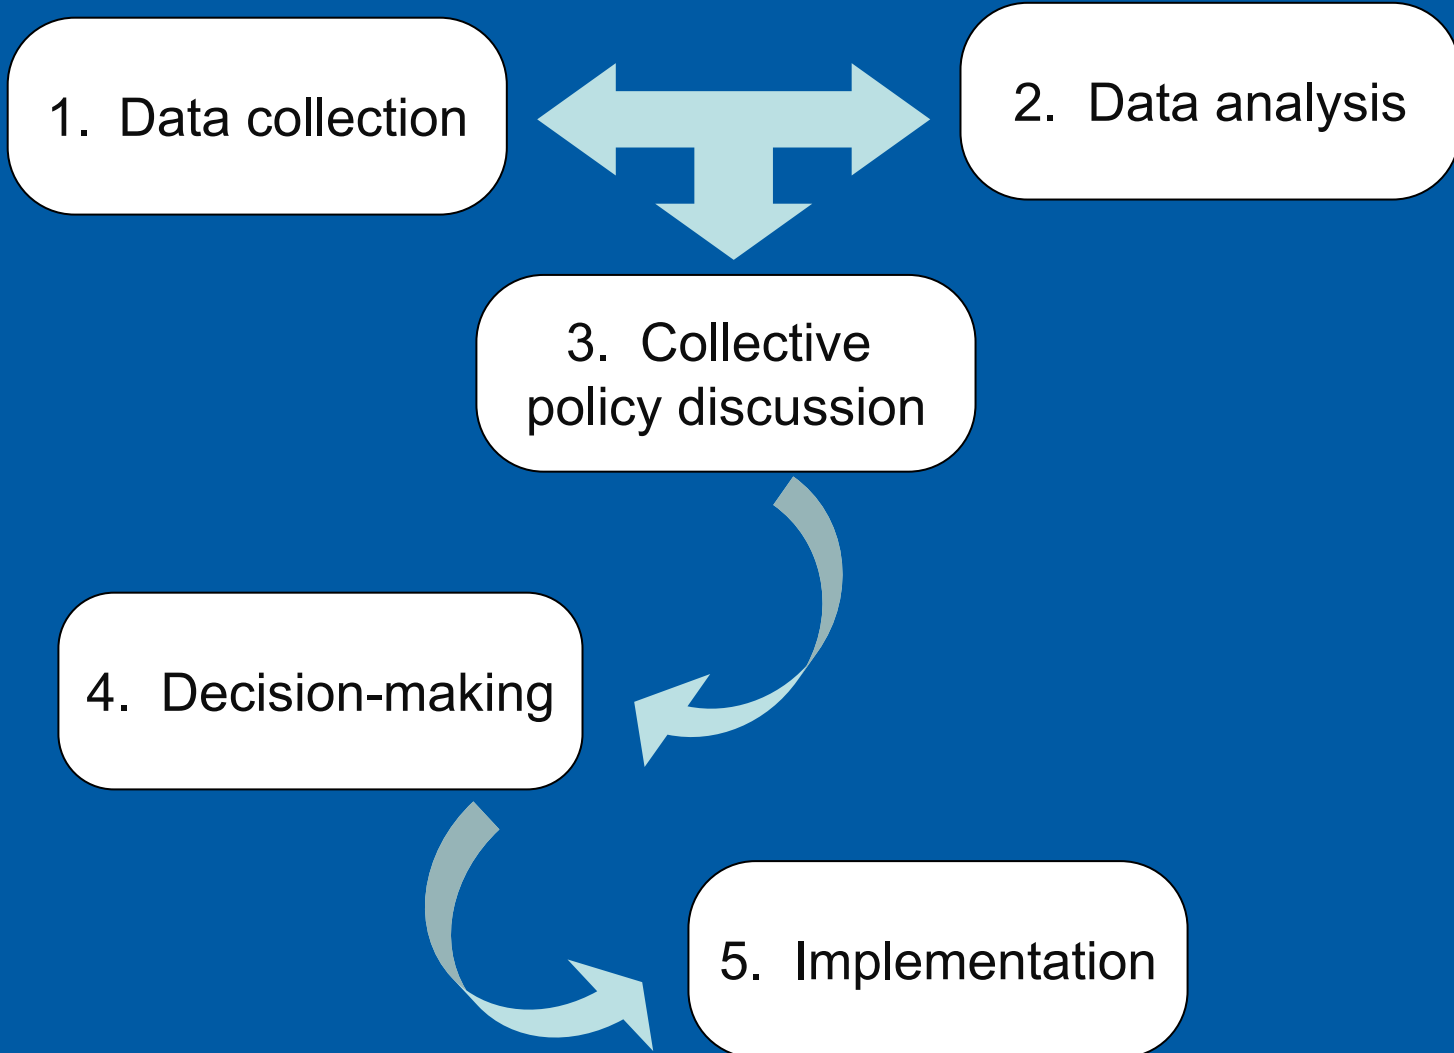 1. Data collection
2. Data analysis
3. Collective
policy discussion
4. Decision-making
5. Implementation